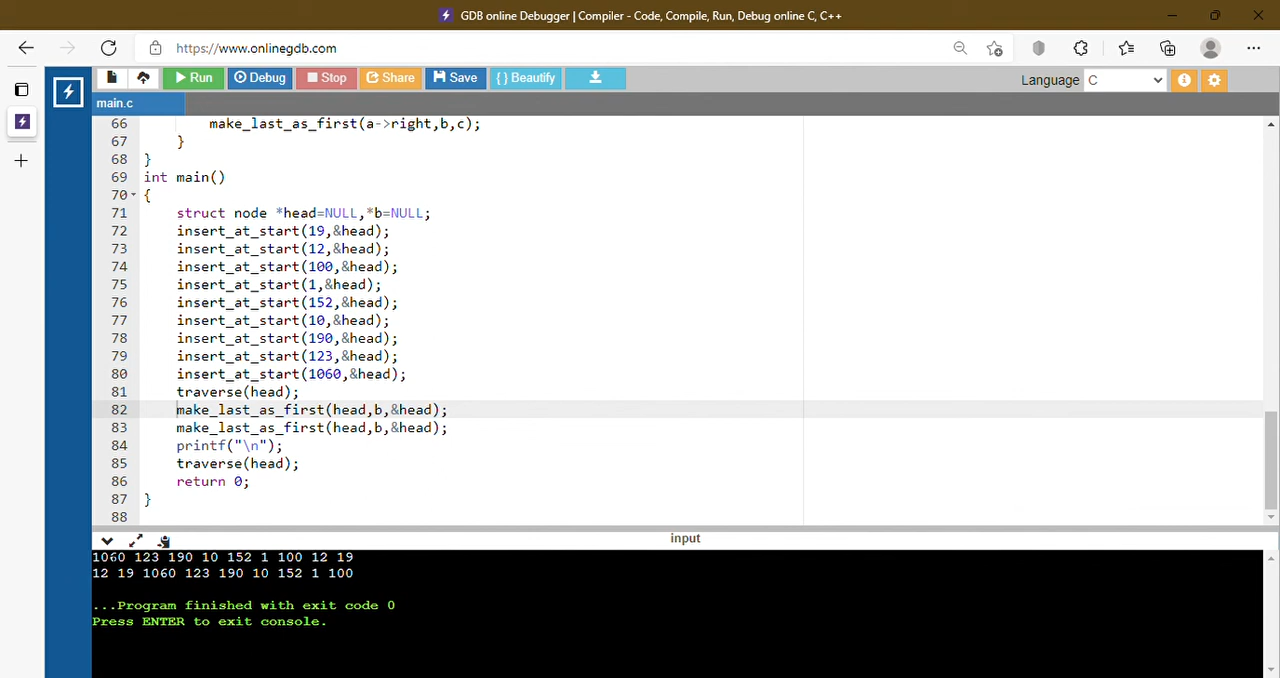 GDB online Debugger | Compiler - Code, Compile, Run, Debug online C, C++
https://www.onlinegdb.com
Run Debug Stop Share Save { } Beautify Language C
main.c
66 make_last_as_first(a->right,b,c);
67 }
68 }
69 int main()
70 {
71 struct node *head=NULL,*b=NULL;
72 insert_at_start(19,&head);
73 insert_at_start(12,&head);
74 insert_at_start(100,&head);
75 insert_at_start(1,&head);
76 insert_at_start(152,&head);
77 insert_at_start(10,&head);
78 insert_at_start(190,&head);
79 insert_at_start(123,&head);
80 insert_at_start(1060,&head);
81 traverse(head);
82 make_last_as_first(head,b,&head);
83 make_last_as_first(head,b,&head);
84 printf("\n");
85 traverse(head);
86 return 0;
87 }
88
input
1060 123 190 10 152 1 100 12 19
12 19 1060 123 190 10 152 1 100
...Program finished with exit code 0
Press ENTER to exit console.